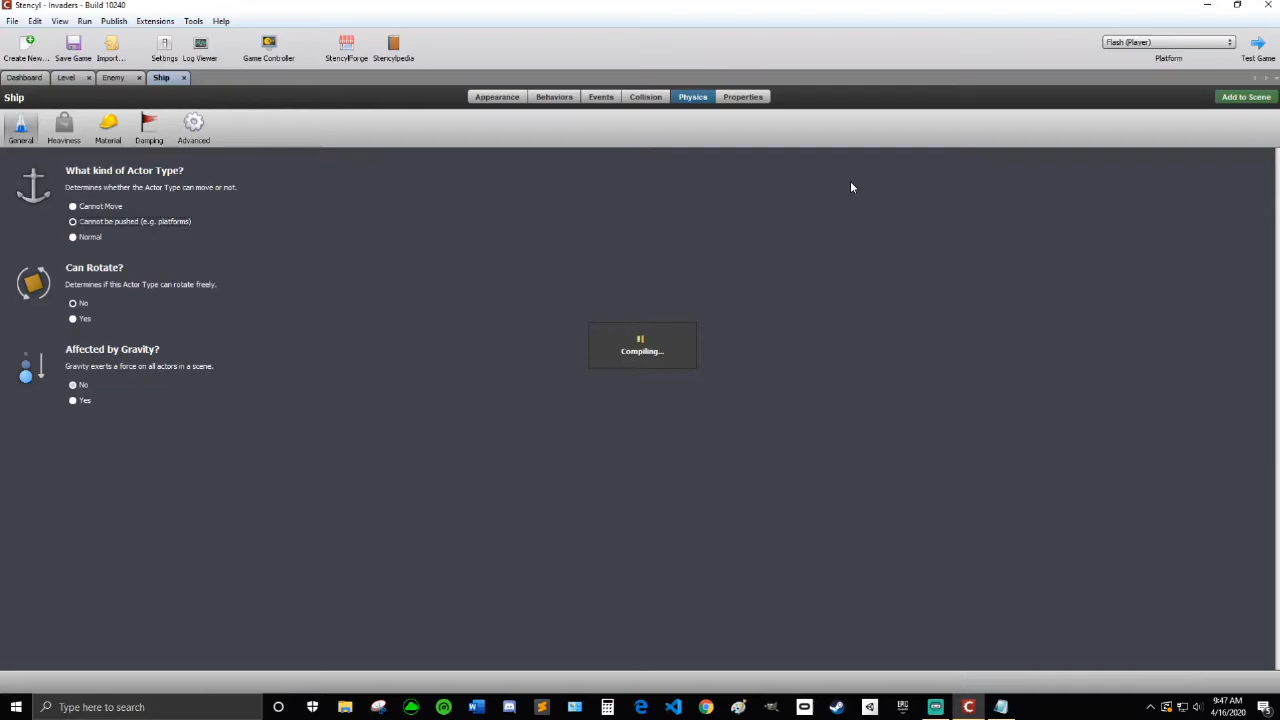 Stencyl - Invaders - Build 10240
File Edit View Run Publish Extensions Tools Help
Create New... Save Game Import... Settings Log Viewer Game Controller StencylForge Stencylpedia Flash (Player) Platform Test Game
Dashboard Level Enemy Ship
Ship Appearance Behaviors Events Collision Physics Properties Add to Scene
General Heaviness Material Damping Advanced
What kind of Actor Type?
Determines whether the Actor Type can move or not.
Cannot Move
Cannot be pushed (e.g. platforms)
Normal
Can Rotate?
Determines if this Actor Type can rotate freely.
No
Yes
Compiling...
Affected by Gravity?
Gravity exerts a force on all actors in a scene.
No
Yes
Type here to search
9:47 AM
4/16/2020